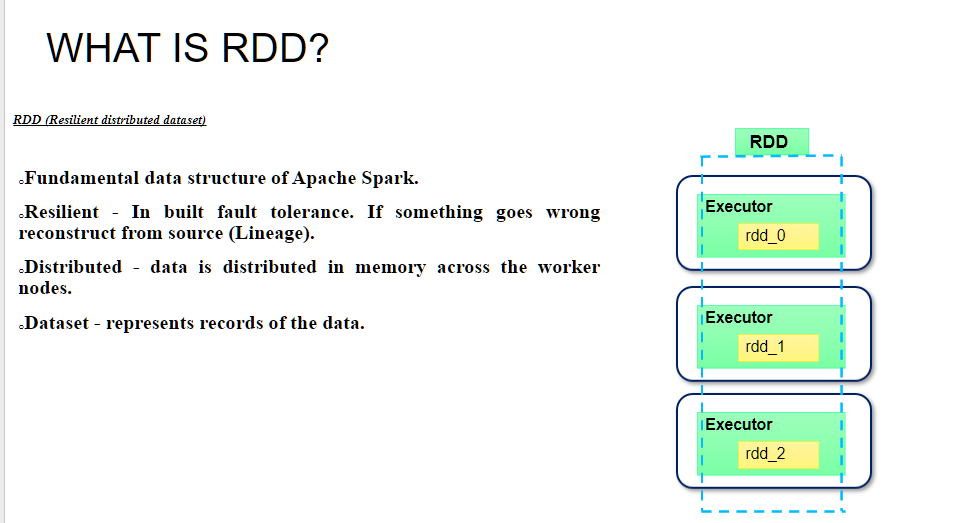 WHAT IS RDD?
RDD (Resilient distributed dataset)
Fundamental data structure of Apache Spark.
Resilient - In built fault tolerance. If something goes wrong
reconstruct from source (Lineage).
Distributed - data is distributed in memory across the worker
nodes.
Dataset - represents records of the data.
RDD
Executor
rdd_0
Executor
rdd_1
Executor
rdd_2